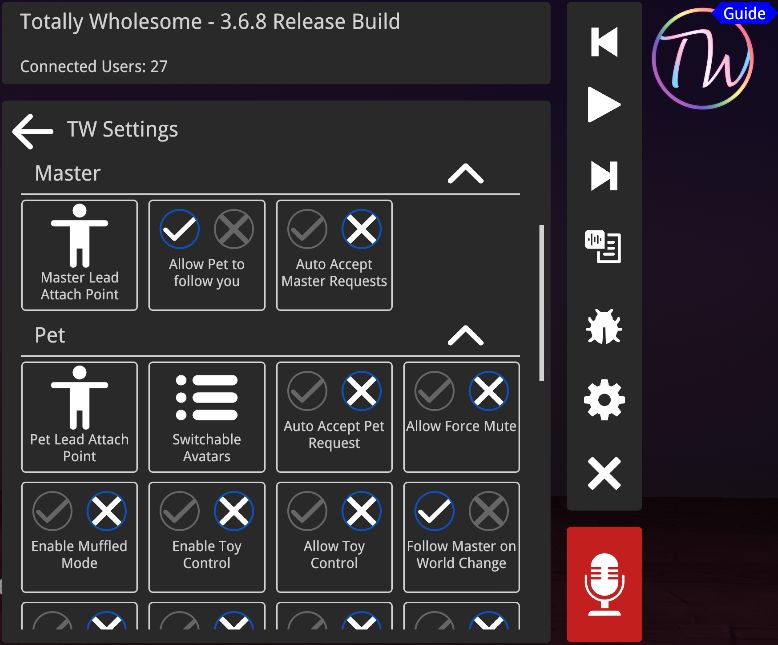 Totally Wholesome - 3.6.8 Release Build
Guide
Connected Users: 27
TW
TW Settings
Master
Master Lead
Attach Point
Allow Pet to
follow you
Auto Accept
Master Requests
Pet
Pet Lead Attach
Point
Switchable
Avatars
Auto Accept Pet
Request
Allow Force Mute
Enable Muffled
Mode
Enable Toy
Control
Allow Toy
Control
Follow Master on
World Change